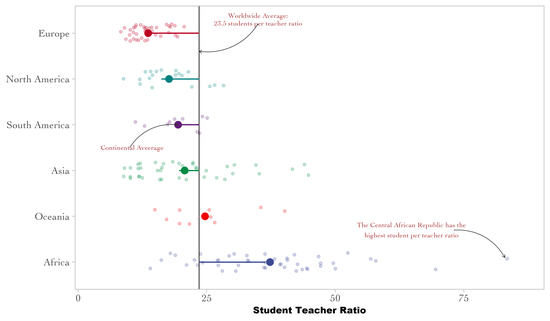 Worldwide Average:
23.5 students per teacher ratio
Europe
North America
South America
Continental Avereage
Asia
Oceania
The Central African Republic has the
highest student per teacher ratio
Africa
0 25 50 75
Student Teacher Ratio